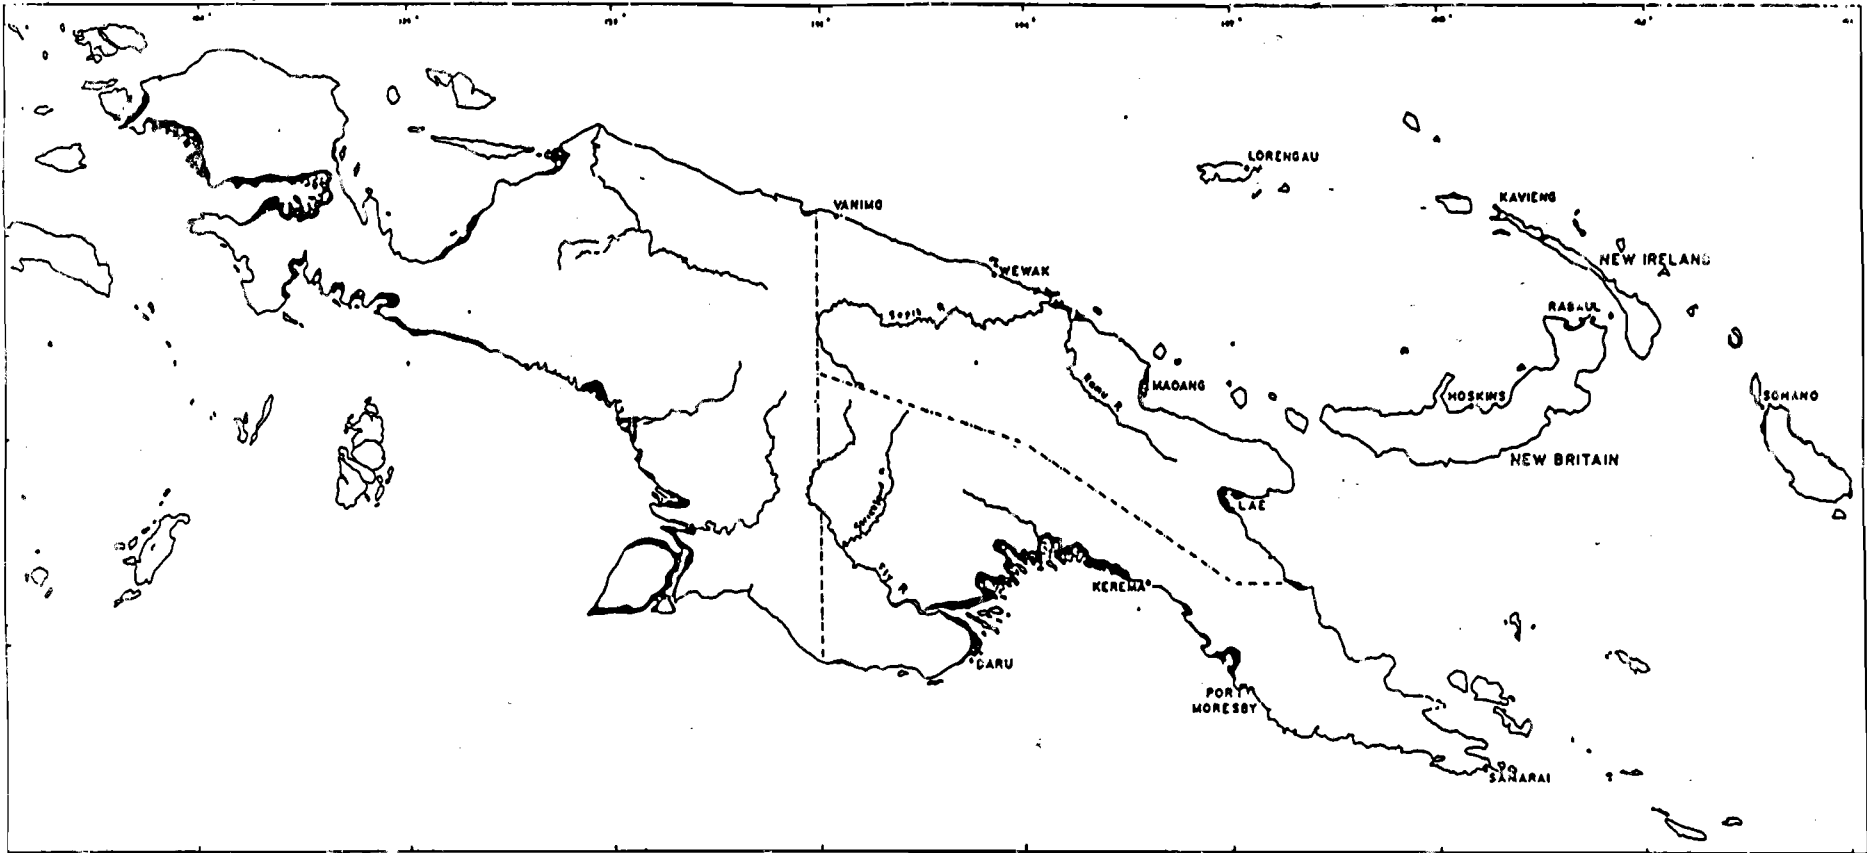 LORENGAU
KAVIENG
VANIMO
NEW IRELAND
WEWAK
RABAUL
Sepik R
MADANG
Ramu R
HOSKINS
SOHANO
NEW BRITAIN
LAE
FLY R
KEREMA
DARU
PORT
MORESBY
SAMARAI